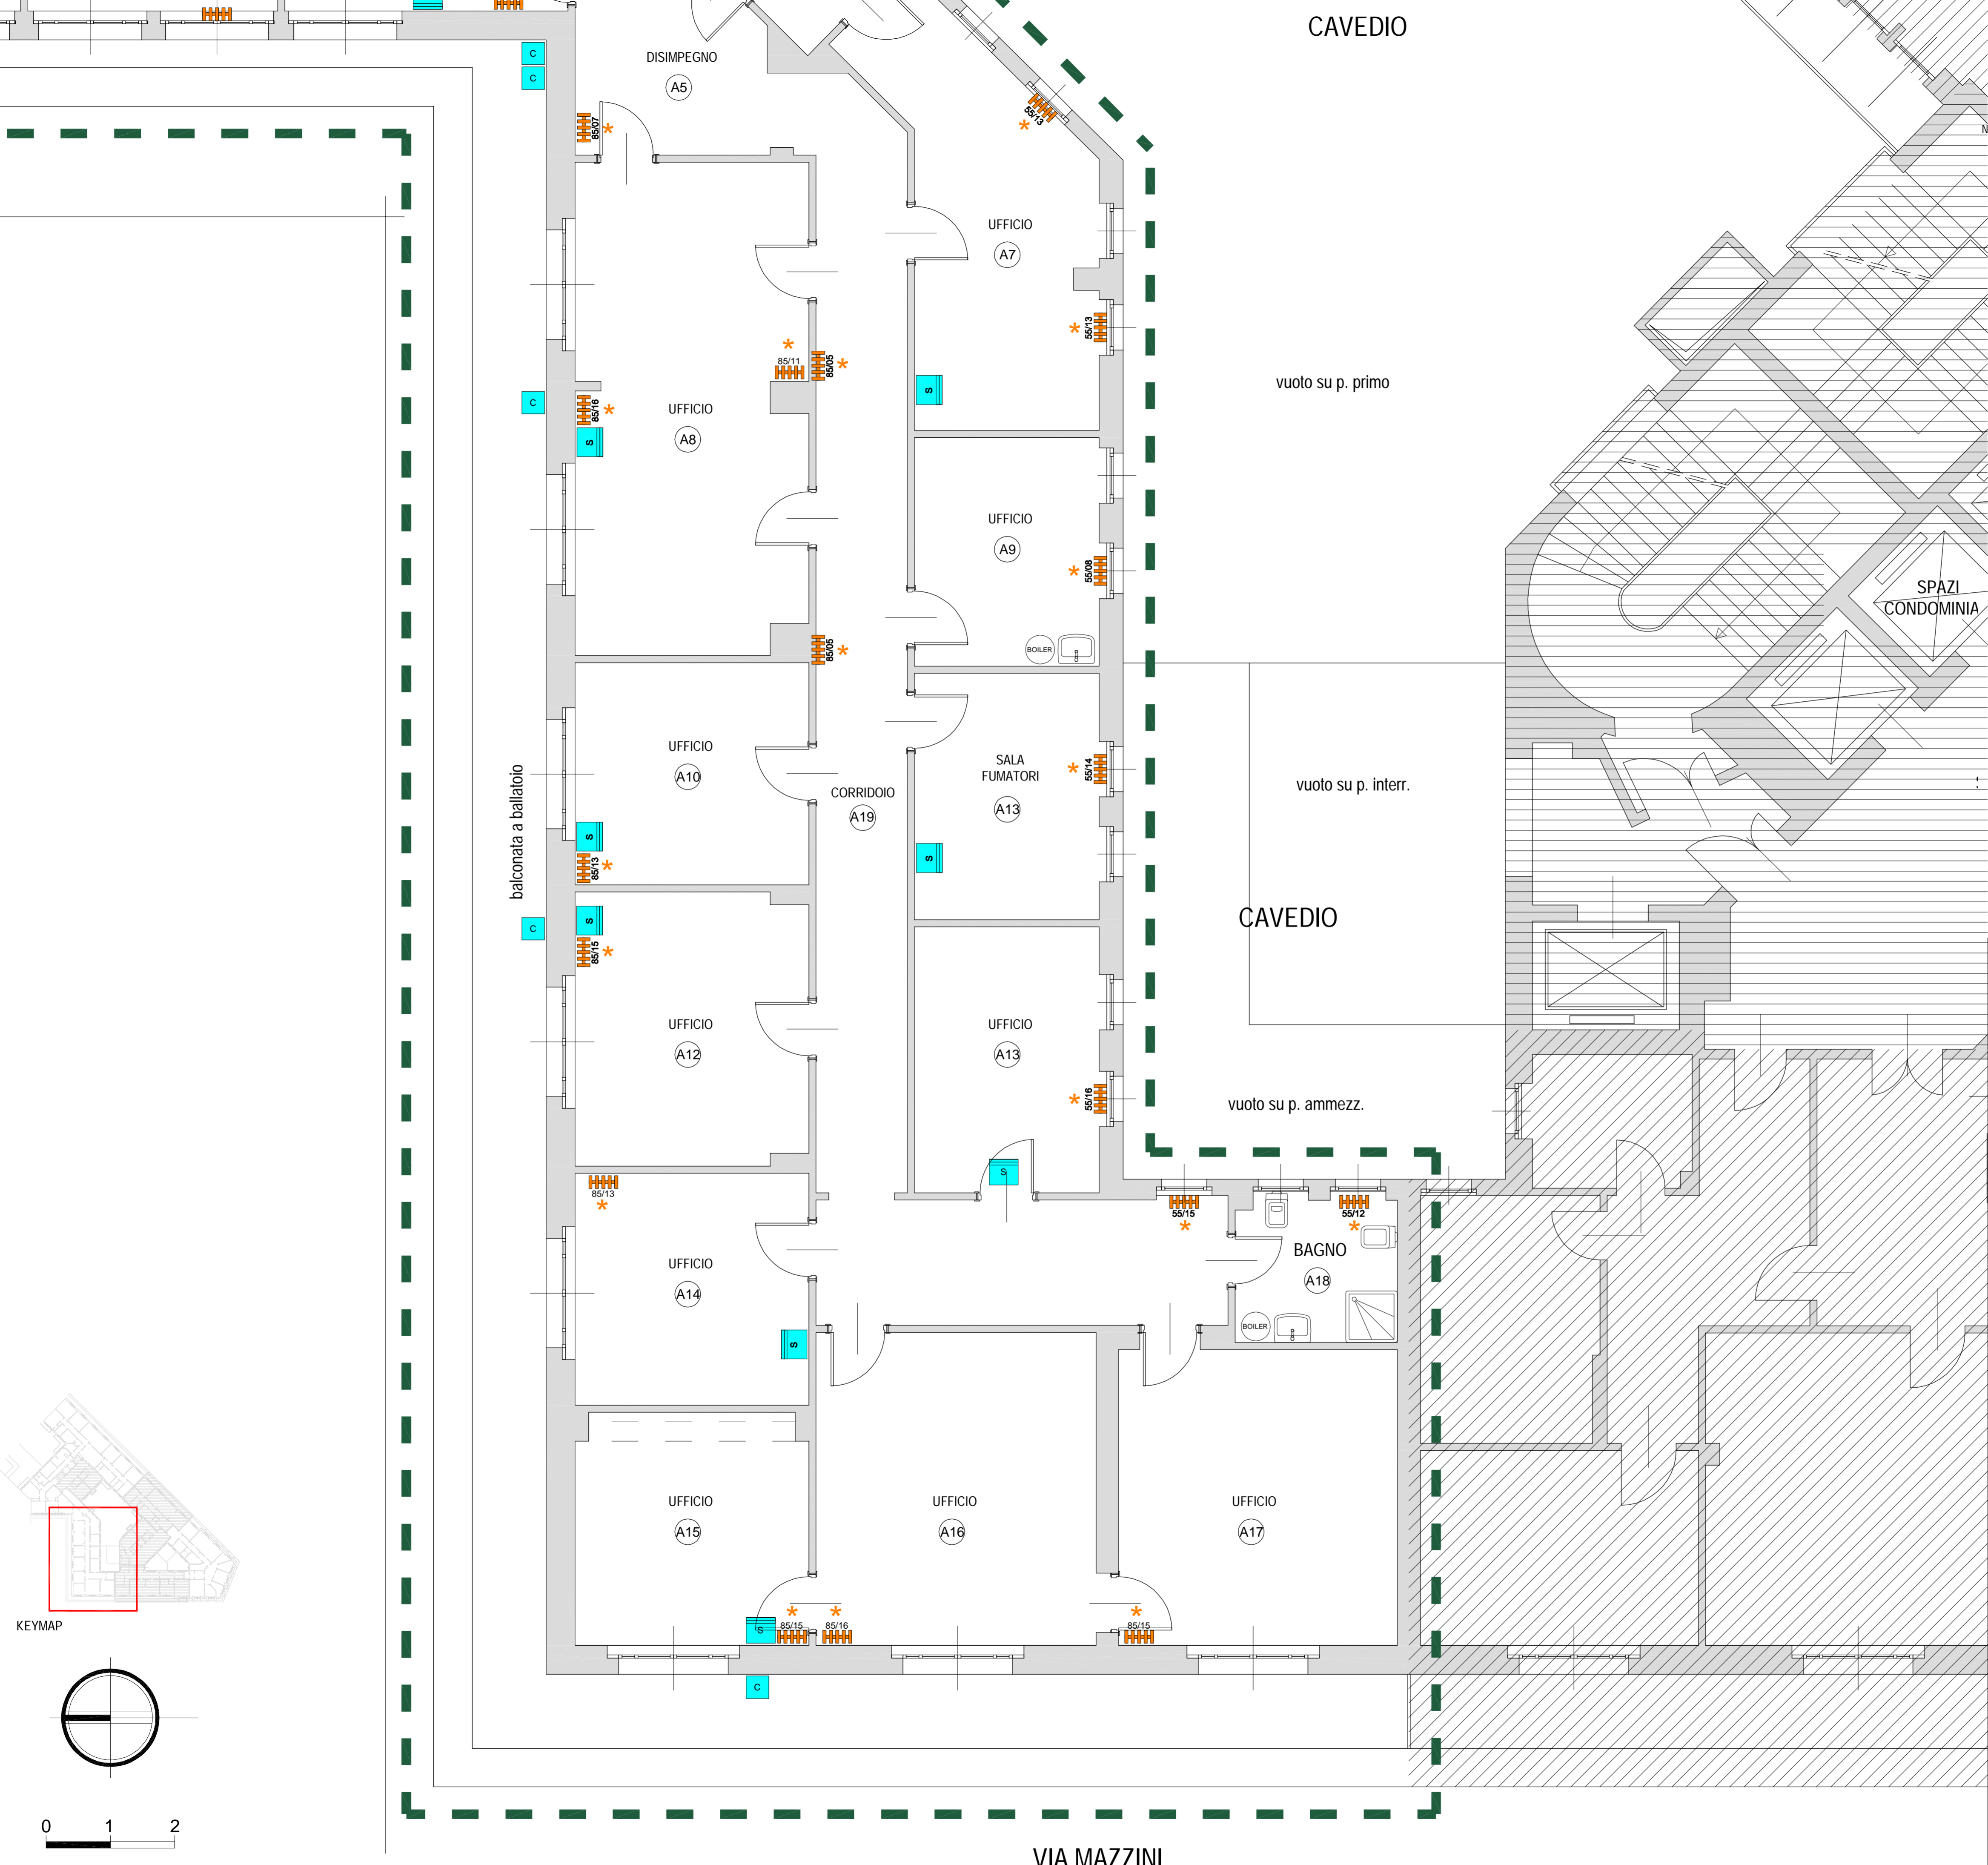 CAVEDIO
C
C
DISIMPEGNO
A5
85/07
*
55/13
*
N
UFFICIO
A7
55/13
*
85/11
*
85/05
*
S
vuoto su p. primo
C
85/16
*
S
UFFICIO
A8
UFFICIO
A9
55/08
*
BOILER
SPAZI
CONDOMINIA
85/05
*
UFFICIO
A10
balconata a ballatoio
S
85/13
*
CORRIDOIO
A19
SALA
FUMATORI
A13
55/14
*
S
vuoto su p. interr.
CAVEDIO
C
S
85/15
*
UFFICIO
A12
UFFICIO
A13
55/16
*
S
vuoto su p. ammezz.
85/13
*
UFFICIO
A14
S
55/15
*
55/12
*
BAGNO
A18
BOILER
UFFICIO
A15
UFFICIO
A16
UFFICIO
A17
S
85/15
*
85/16
*
85/15
*
C
KEYMAP
0 1 2
VIA MAZZINI